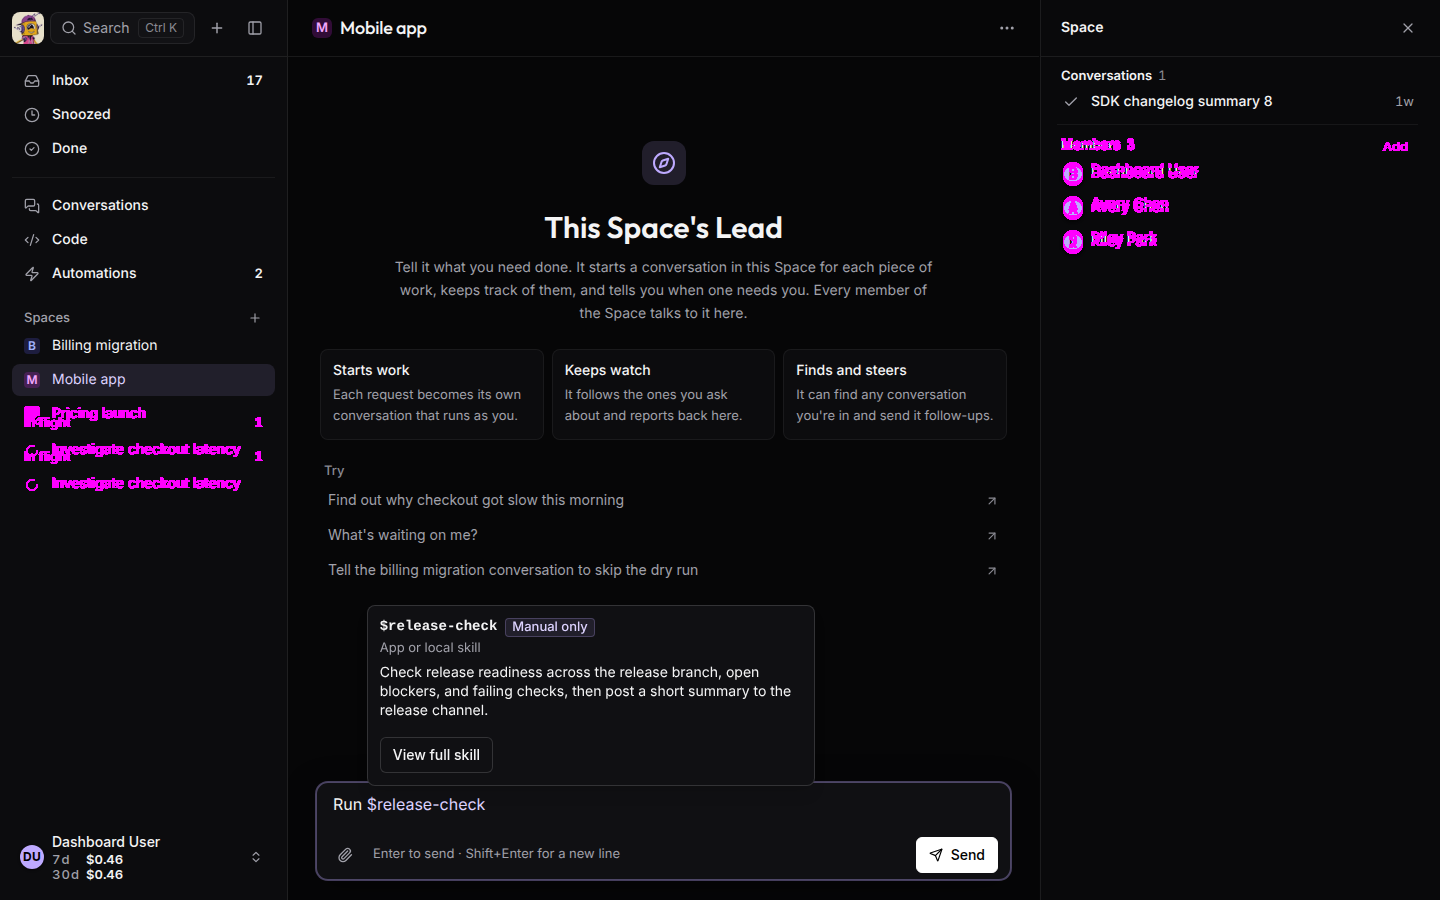 Search Ctrl K
Inbox 17
Snoozed
Done
Conversations
Code
Automations 2
Spaces
B Billing migration
M Mobile app
Pricing launch
In flight 1
Investigate checkout latency
In flight 1
Investigate checkout latency
DU Dashboard User
7d $0.46
30d $0.46
M Mobile app
This Space's Lead
Tell it what you need done. It starts a conversation in this Space for each piece of
work, keeps track of them, and tells you when one needs you. Every member of
the Space talks to it here.
Starts work
Each request becomes its own
conversation that runs as you.
Keeps watch
It follows the ones you ask
about and reports back here.
Finds and steers
It can find any conversation
you're in and send it follow-ups.
Try
Find out why checkout got slow this morning
What's waiting on me?
Tell the billing migration conversation to skip the dry run
$release-check Manual only
App or local skill
Check release readiness across the release branch, open
blockers, and failing checks, then post a short summary to the
release channel.
View full skill
Run $release-check
Enter to send · Shift+Enter for a new line
Send
Space
Conversations 1
SDK changelog summary 8 1w
Members 3 Add
Dashboard User
Avery Chen
Riley Park